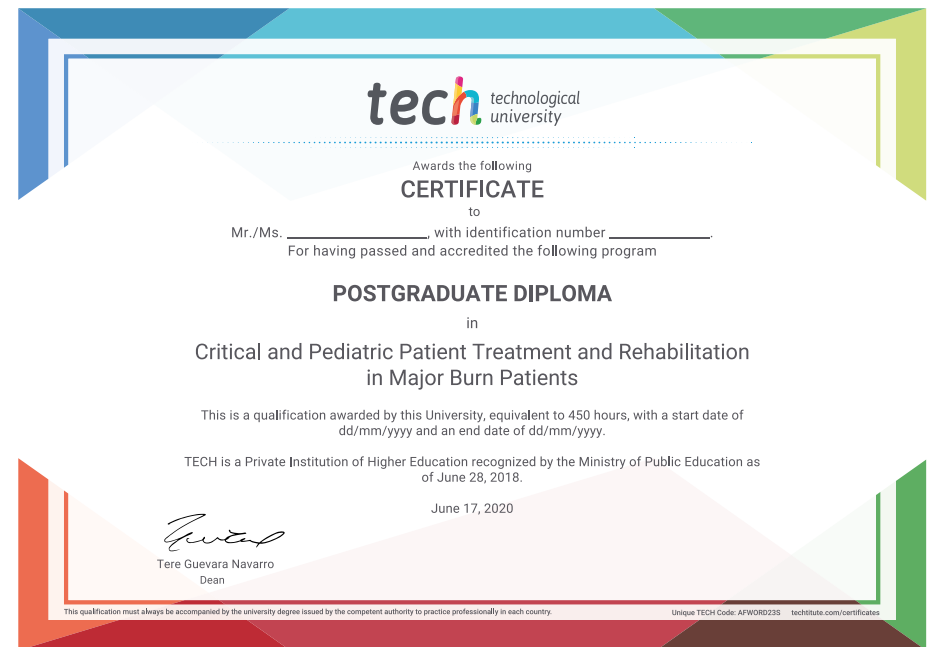 tech technological
university
Awards the following
CERTIFICATE
to
Mr./Ms. ____________________, with identification number ______________.
For having passed and accredited the following program
POSTGRADUATE DIPLOMA
in
Critical and Pediatric Patient Treatment and Rehabilitation
in Major Burn Patients
This is a qualification awarded by this University, equivalent to 450 hours, with a start date of
dd/mm/yyyy and an end date of dd/mm/yyyy.
TECH is a Private Institution of Higher Education recognized by the Ministry of Public Education as
of June 28, 2018.
June 17, 2020
Tere Guevara Navarro
Dean
This qualification must always be accompanied by the university degree issued by the competent authority to practice professionally in each country.
Unique TECH Code: AFWORD23S techtitute.com/certificates